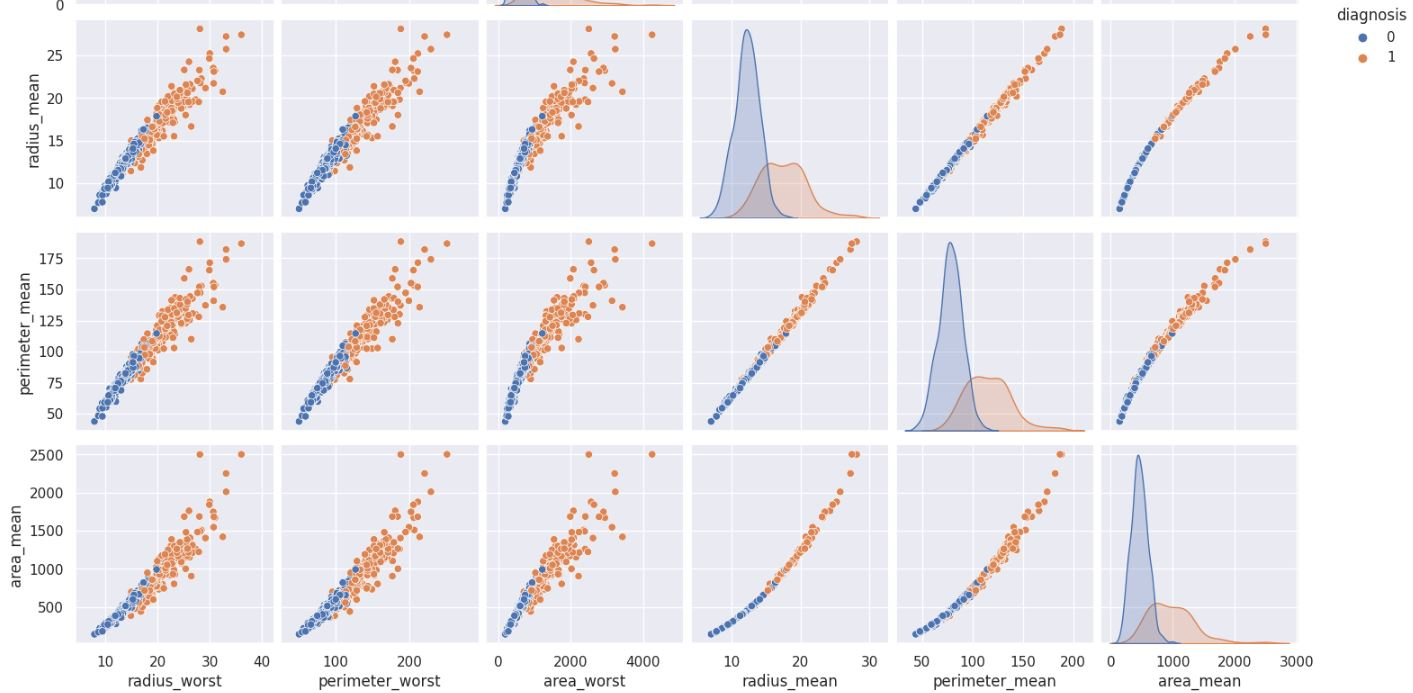 0
diagnosis
0
1
radius_mean
25
20
15
10
perimeter_mean
175
150
125
100
75
50
area_mean
2500
2000
1500
1000
500
10 20 30 40
100 200
0 2000 4000
10 20 30
50 100 150 200
0 1000 2000 3000
radius_worst
perimeter_worst
area_worst
radius_mean
perimeter_mean
area_mean